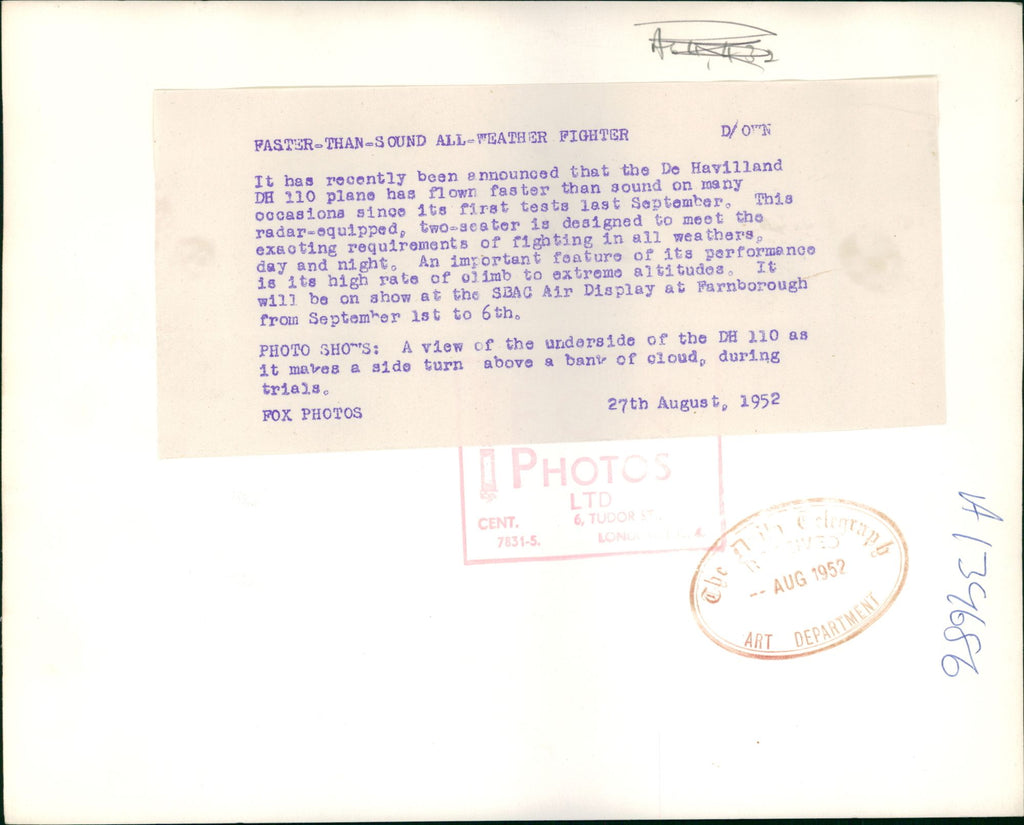 FASTER-THAN-SOUND ALL-WEATHER FIGHTER D/OWN
It has recently been announced that the De Havilland
DH 110 plane has flown faster than sound on many
occasions since its first tests last September. This
radar-equipped, two-seater is designed to meet the
exacting requirements of fighting in all weathers,
day and night. An important feature of its performance
is its high rate of climb to extreme altitudes. It
will be on show at the SBAC Air Display at Farnborough
from September 1st to 6th.
PHOTO SHOWS: A view of the underside of the DH 110 as
it makes a side turn above a bank of cloud, during
trials.
FOX PHOTOS 27th August, 1952
PHOTOS
LTD
CENT. 6, TUDOR ST.,
7831-5.
The Daily Telegraph
RECEIVED
-- AUG 1952
ART DEPARTMENT
A139686